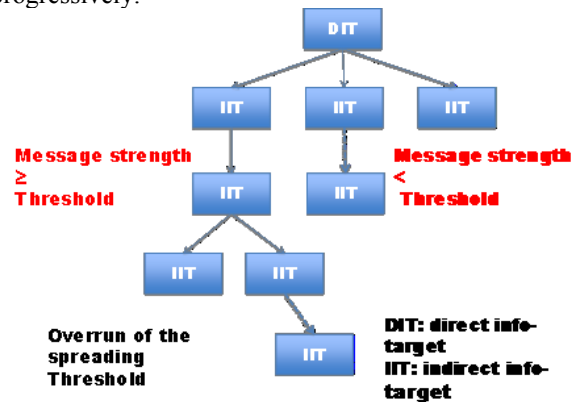 progressively.
DIT
IIT IIT IIT
Message strength
≥
Threshold
Message strength
<
Threshold
IIT IIT
IIT IIT
Overrun of the
spreading
Threshold
IIT
DIT: direct info-
target
IIT: indirect info-
target